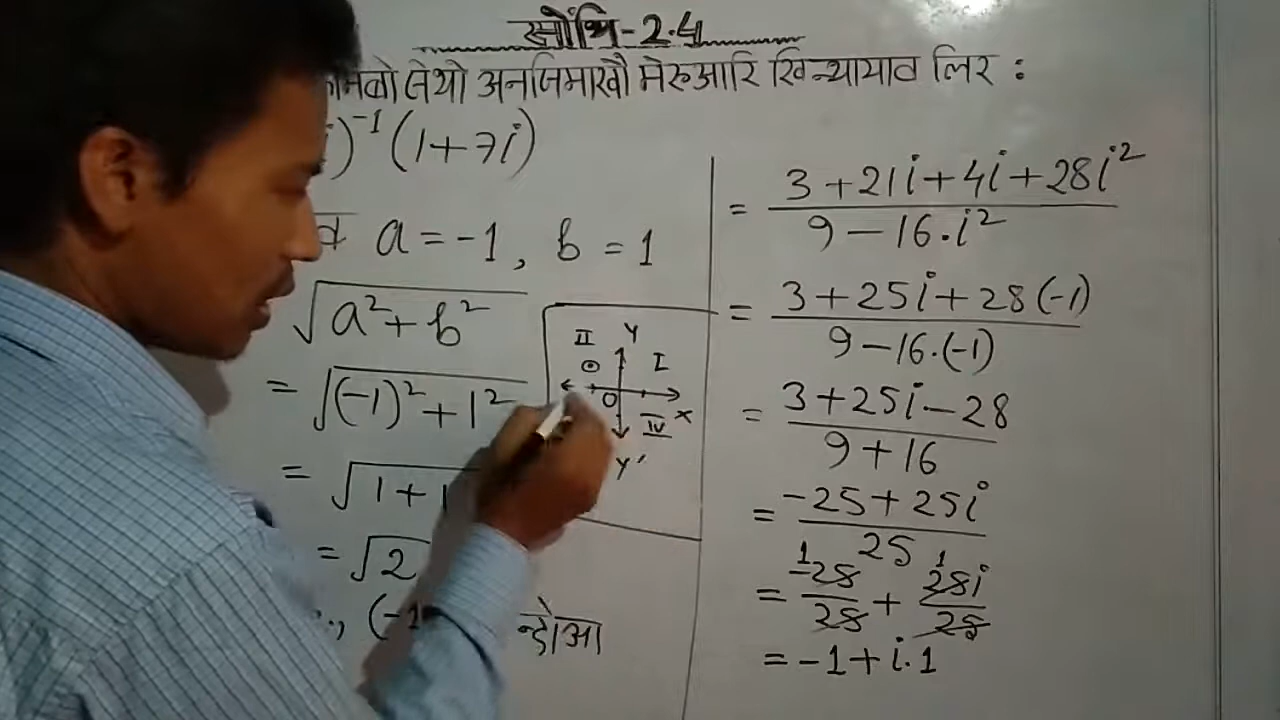 सोंथि-2.4
लेथो अनजिमाखौ मेरुआरि खिन्थायाव लिर :
)⁻¹(1+7i)
a = -1, b = 1
√(a²+b²)
= √((-1)²+1²)
= √(1+1
= √2
(-1
न्हे।आ
II Y I
O X
IV
Y'
= (3+21i+4i+28i²)/(9-16.i²)
= (3+25i+28(-1))/(9-16.(-1))
= (3+25i-28)/(9+16)
= (-25+25i)/25
= -25/25 + 25i/25
1 1
= -1+i.1